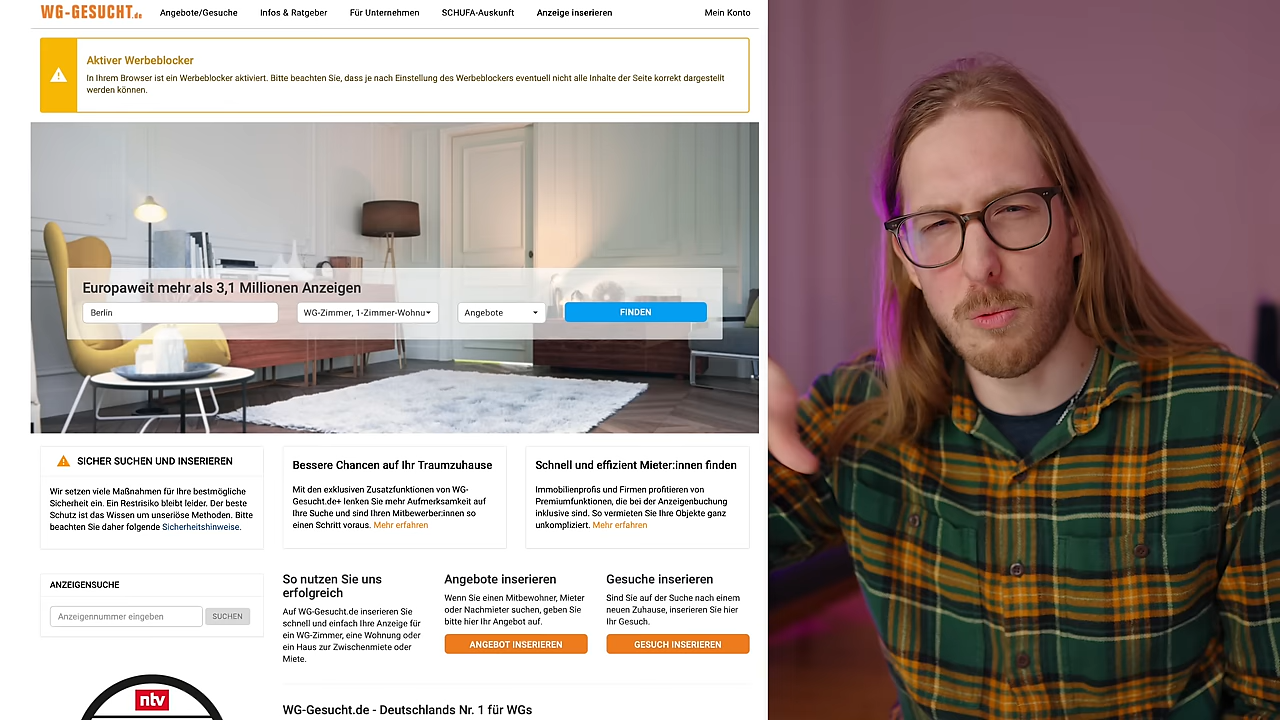 WG-GESUCHT.de
Angebote/Gesuche
Infos & Ratgeber
Für Unternehmen
SCHUFA-Auskunft
Anzeige inserieren
Mein Konto
Aktiver Werbeblocker
In Ihrem Browser ist ein Werbeblocker aktiviert. Bitte beachten Sie, dass je nach Einstellung des Werbeblockers eventuell nicht alle Inhalte der Seite korrekt dargestellt
werden können.
Europaweit mehr als 3,1 Millionen Anzeigen
Berlin
WG-Zimmer, 1-Zimmer-Wohnu
Angebote
FINDEN
SICHER SUCHEN UND INSERIEREN
Wir setzen viele Maßnahmen für Ihre bestmögliche
Sicherheit ein. Ein Restrisiko bleibt leider. Der beste
Schutz ist das Wissen um unseriöse Methoden. Bitte
beachten Sie daher folgende Sicherheitshinweise.
Bessere Chancen auf Ihr Traumzuhause
Mit den exklusiven Zusatzfunktionen von WG-
Gesucht.de lenken Sie mehr Aufmerksamkeit auf
Ihre Suche und sind Ihren Mitbewerber:innen so
einen Schritt voraus. Mehr erfahren
Schnell und effizient Mieter:innen finden
Immobilienprofis und Firmen profitieren von
Premiumfunktionen, die bei der Anzeigenbuchung
inklusive sind. So vermieten Sie Ihre Objekte ganz
unkompliziert. Mehr erfahren
ANZEIGENSUCHE
Anzeigennummer eingeben
SUCHEN
So nutzen Sie uns
erfolgreich
Auf WG-Gesucht.de inserieren Sie
schnell und einfach Ihre Anzeige für
ein WG-Zimmer, eine Wohnung oder
ein Haus zur Zwischenmiete oder
Miete.
Angebote inserieren
Wenn Sie einen Mitbewohner, Mieter
oder Nachmieter suchen, geben Sie
bitte hier Ihr Angebot auf.
ANGEBOT INSERIEREN
Gesuche inserieren
Sind Sie auf der Suche nach einem
neuen Zuhause, inserieren Sie hier
Ihr Gesuch.
GESUCH INSERIEREN
ntv
WG-Gesucht.de - Deutschlands Nr. 1 für WGs